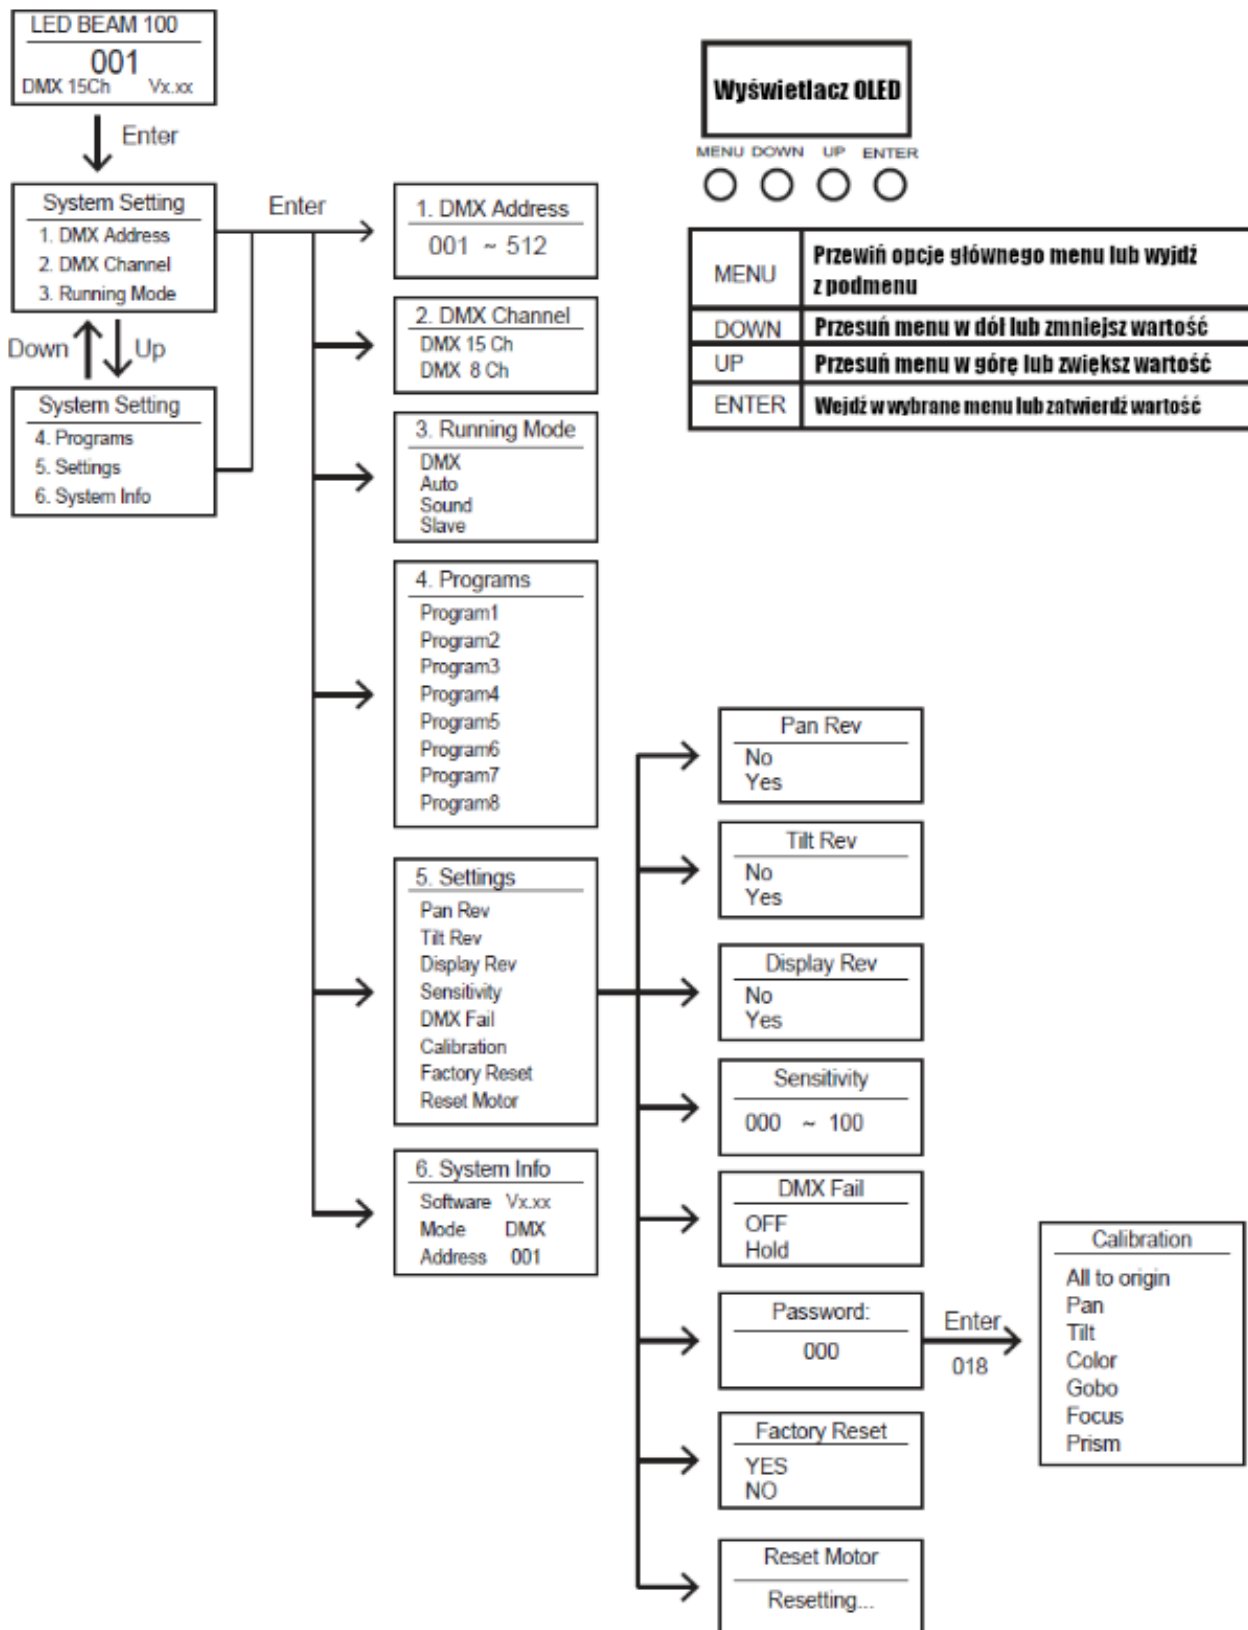 LED BEAM 100
001
DMX 15Ch Vx.xx
Enter
System Setting
1. DMX Address
2. DMX Channel
3. Running Mode
Down
Up
System Setting
4. Programs
5. Settings
6. System Info
Enter
1. DMX Address
001 ~ 512
2. DMX Channel
DMX 15 Ch
DMX 8 Ch
3. Running Mode
DMX
Auto
Sound
Slave
4. Programs
Program1
Program2
Program3
Program4
Program5
Program6
Program7
Program8
5. Settings
Pan Rev
Tilt Rev
Display Rev
Sensitivity
DMX Fail
Calibration
Factory Reset
Reset Motor
6. System Info
Software Vx.xx
Mode DMX
Address 001
Wyświetlacz OLED
MENU DOWN UP ENTER
MENU
Przewiń opcje głównego menu lub wyjdź
z podmenu
DOWN Przesuń menu w dół lub zmniejsz wartość
UP Przesuń menu w górę lub zwiększ wartość
ENTER Wejdź w wybrane menu lub zatwierdź wartość
Pan Rev
No
Yes
Tilt Rev
No
Yes
Display Rev
No
Yes
Sensitivity
000 ~ 100
DMX Fail
OFF
Hold
Password:
000
Enter
018
Calibration
All to origin
Pan
Tilt
Color
Gobo
Focus
Prism
Factory Reset
YES
NO
Reset Motor
Resetting...